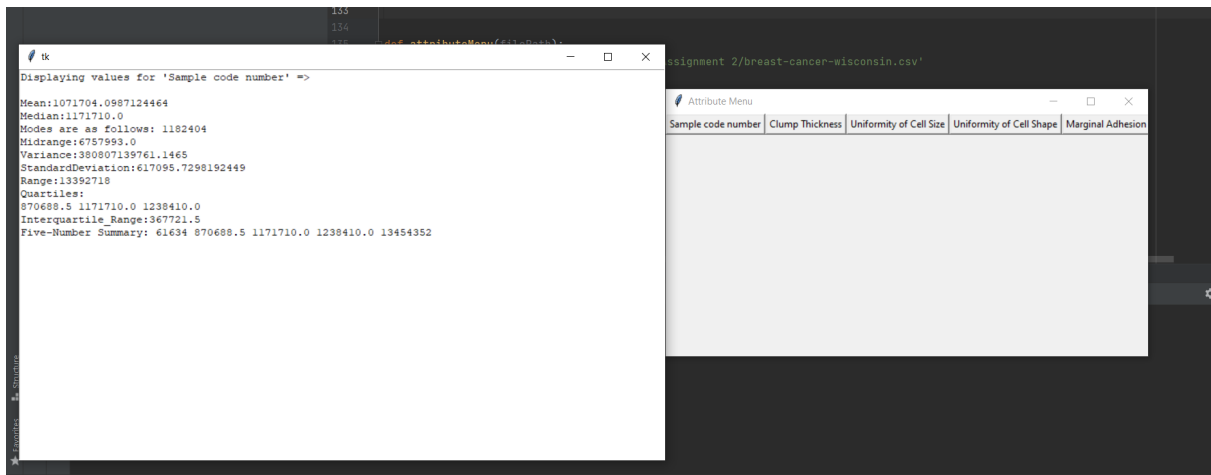 133
134
135 def attributeMenu(filePath):
ssignment 2/breast-cancer-wisconsin.csv'
tk
Displaying values for 'Sample code number' =>
Mean:1071704.0987124464
Median:1171710.0
Modes are as follows: 1182404
Midrange:6757993.0
Variance:380807139761.1465
StandardDeviation:617095.7298192449
Range:13392718
Quartiles:
870688.5 1171710.0 1238410.0
Interquartile_Range:367721.5
Five-Number Summary: 61634 870688.5 1171710.0 1238410.0 13454352
Attribute Menu
Sample code number Clump Thickness Uniformity of Cell Size Uniformity of Cell Shape Marginal Adhesion
Structure
Favorites